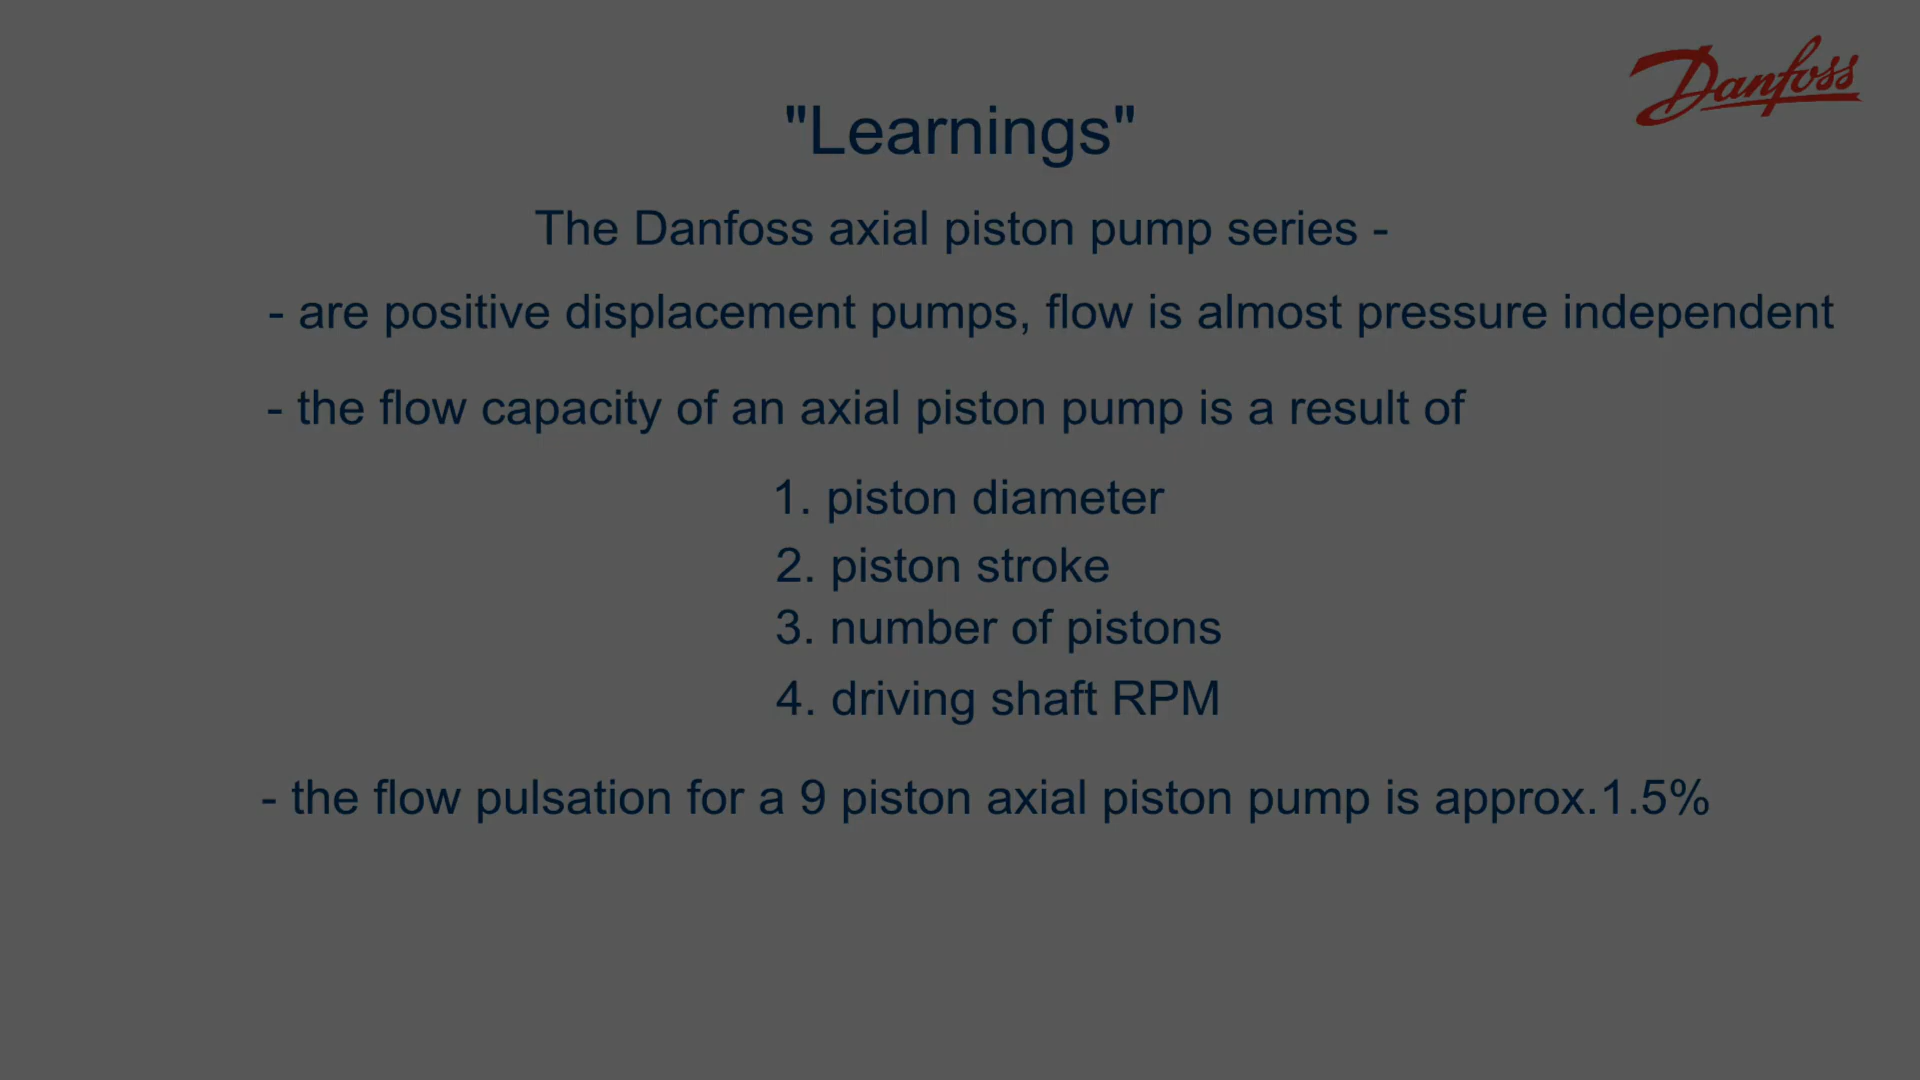 Danfoss
"Learnings"
The Danfoss axial piston pump series -
- are positive displacement pumps, flow is almost pressure independent
- the flow capacity of an axial piston pump is a result of
1. piston diameter
2. piston stroke
3. number of pistons
4. driving shaft RPM
- the flow pulsation for a 9 piston axial piston pump is approx.1.5%